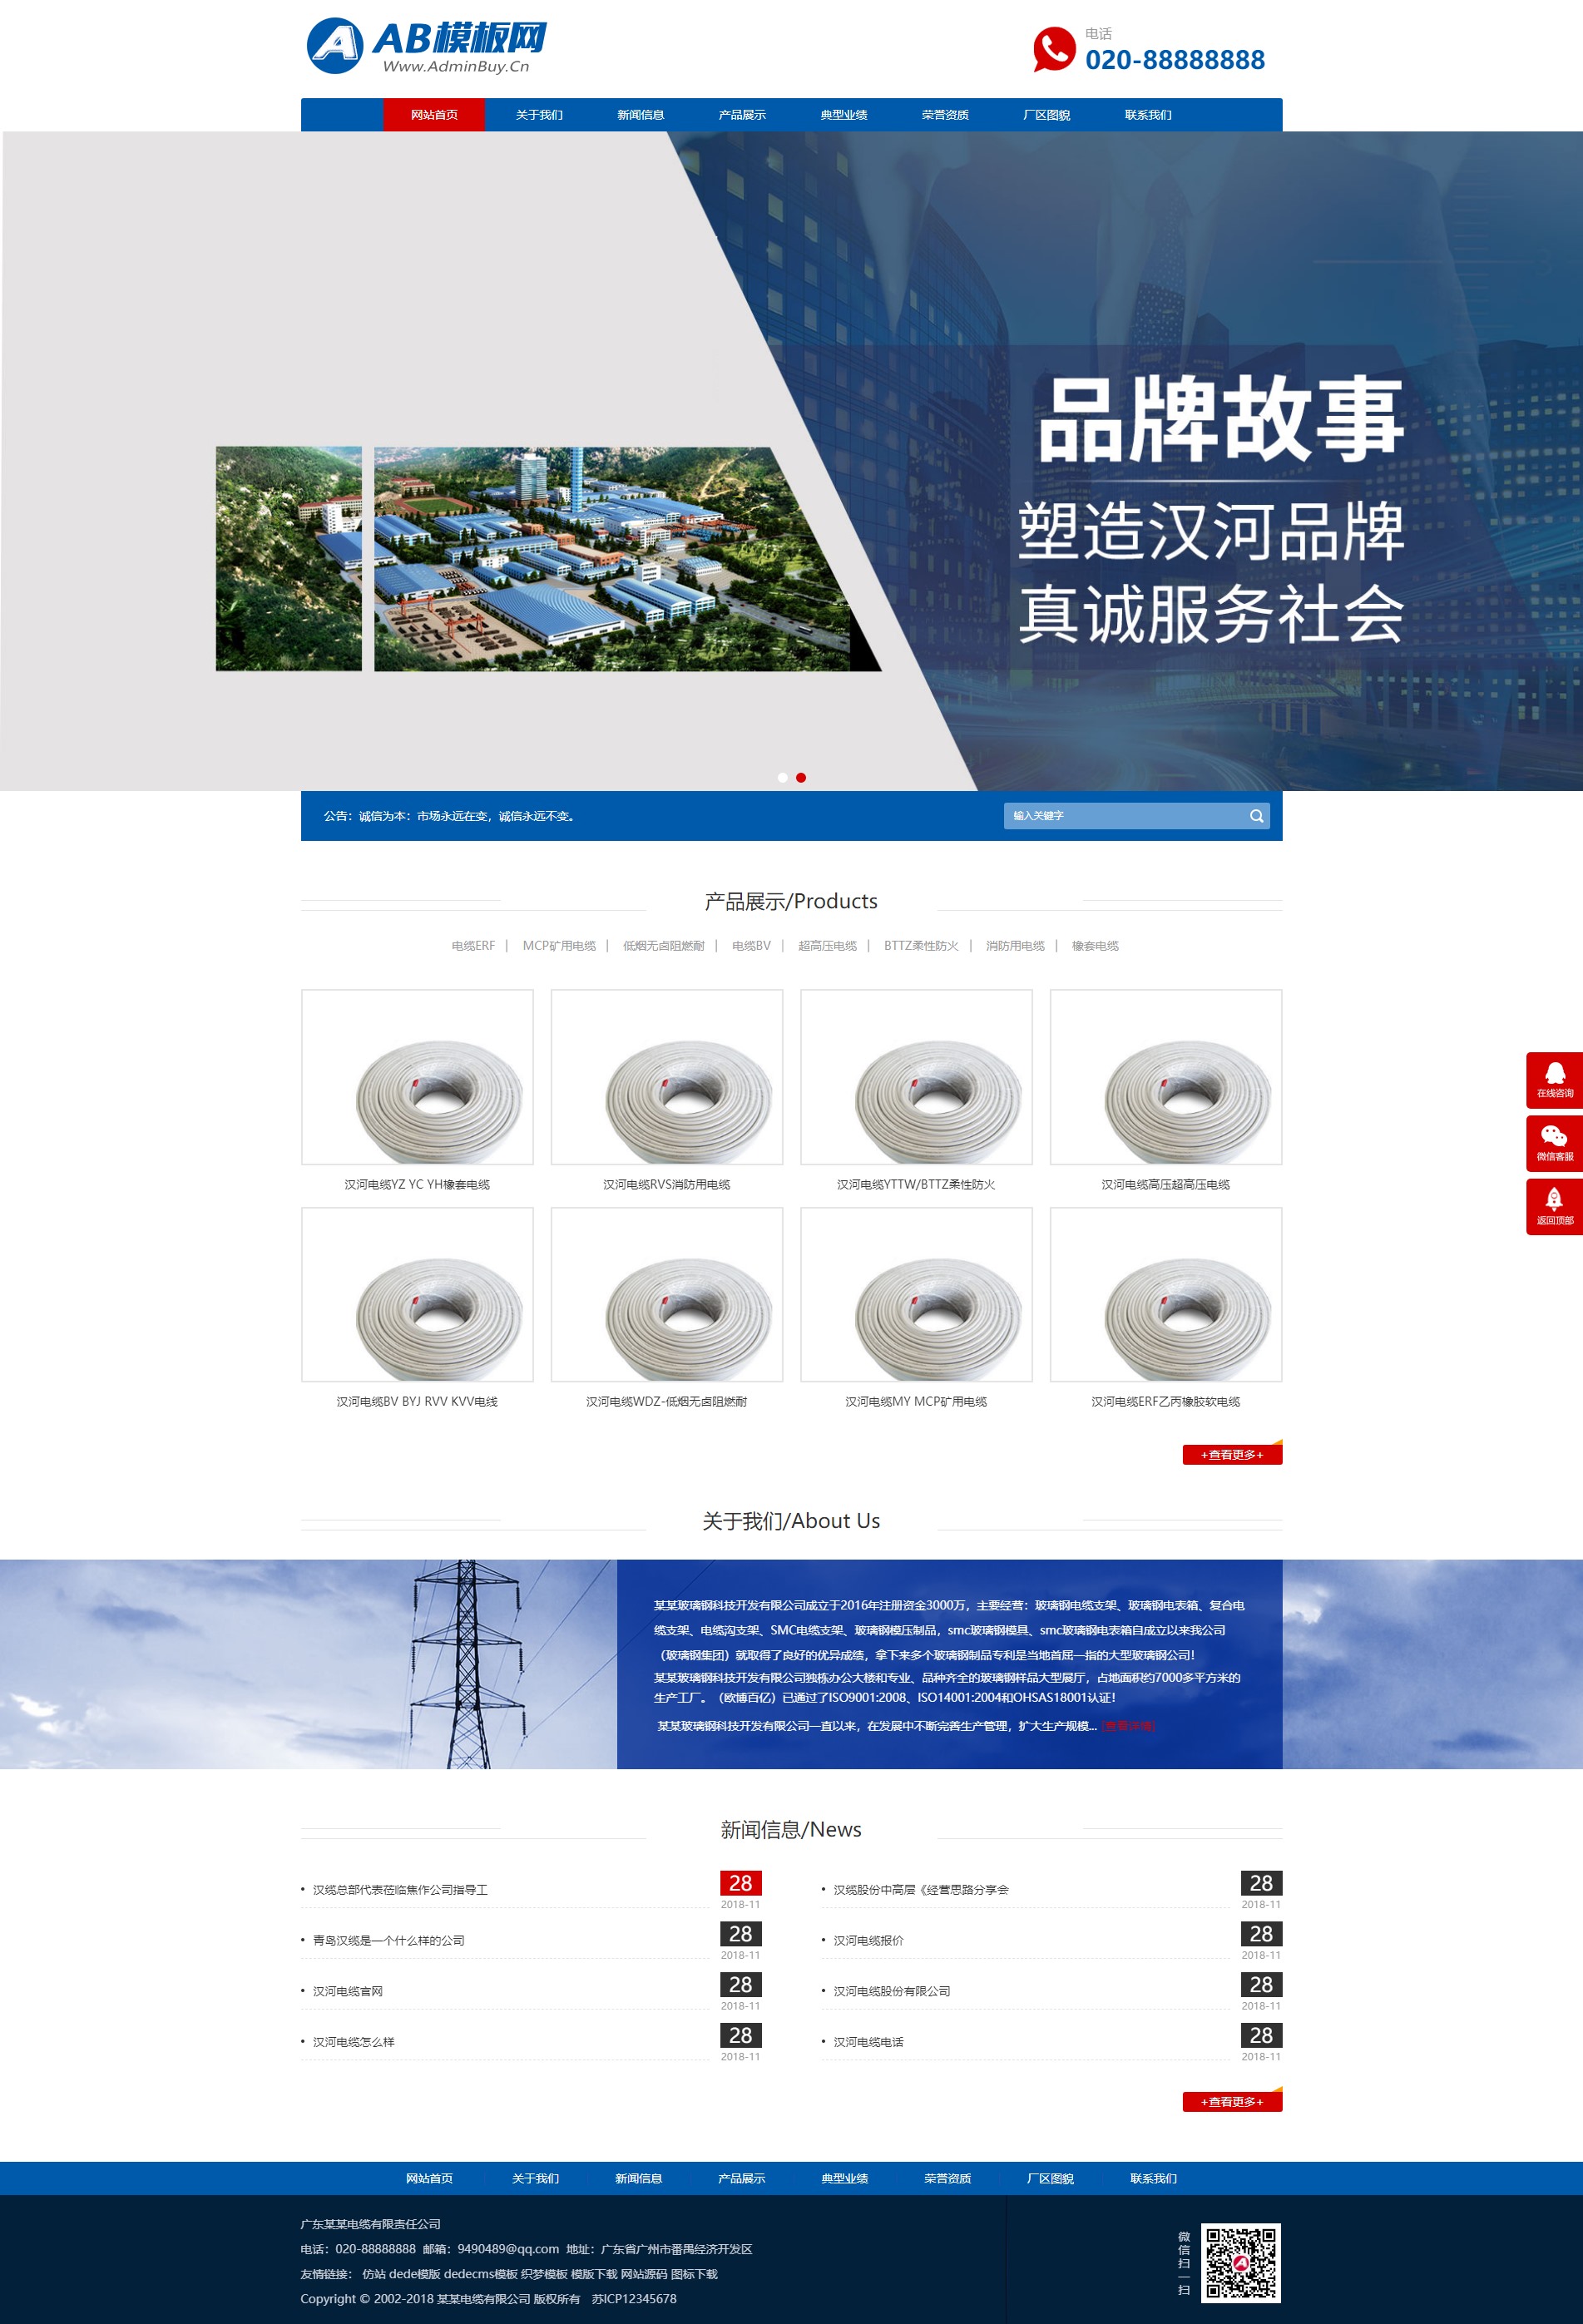 AB模板网
Www.AdminBuy.Cn
电话
020-88888888
网站首页 关于我们 新闻信息 产品展示 典型业绩 荣誉资质 厂区图貌 联系我们
品牌故事
塑造汉河品牌
真诚服务社会
公告：诚信为本：市场永远在变，诚信永远不变。
输入关键字
产品展示/Products
电缆ERF | MCP矿用电缆 | 低烟无卤阻燃耐 | 电缆BV | 超高压电缆 | BTTZ柔性防火 | 消防用电缆 | 橡套电缆
在线咨询
微信客服
返回顶部
汉河电缆YZ YC YH橡套电缆
汉河电缆RVS消防用电缆
汉河电缆YTTW/BTTZ柔性防火
汉河电缆高压超高压电缆
汉河电缆BV BYJ RVV KVV电线
汉河电缆WDZ-低烟无卤阻燃耐
汉河电缆MY MCP矿用电缆
汉河电缆ERF乙丙橡胶软电缆
+查看更多+
关于我们/About Us
某某玻璃钢科技开发有限公司成立于2016年注册资金3000万，主要经营：玻璃钢电缆支架、玻璃钢电表箱、复合电
缆支架、电缆沟支架、SMC电缆支架、玻璃钢模压制品，smc玻璃钢模具、smc玻璃钢电表箱自成立以来我公司
（玻璃钢集团）就取得了良好的优异成绩，拿下来多个玻璃钢制品专利是当地首屈一指的大型玻璃钢公司！
某某玻璃钢科技开发有限公司独栋办公大楼和专业、品种齐全的玻璃钢样品大型展厅，占地面积约7000多平方米的
生产工厂。（欧博百亿）已通过了ISO9001:2008、ISO14001:2004和OHSAS18001认证！
某某玻璃钢科技开发有限公司一直以来，在发展中不断完善生产管理，扩大生产规模... [查看详情]
新闻信息/News
• 汉缆总部代表莅临焦作公司指导工
28
2018-11
• 汉缆股份中高层《经营思路分享会
28
2018-11
• 青岛汉缆是一个什么样的公司
28
2018-11
• 汉河电缆报价
28
2018-11
• 汉河电缆官网
28
2018-11
• 汉河电缆股份有限公司
28
2018-11
• 汉河电缆怎么样
28
2018-11
• 汉河电缆电话
28
2018-11
+查看更多+
网站首页 关于我们 新闻信息 产品展示 典型业绩 荣誉资质 厂区图貌 联系我们
广东某某电缆有限责任公司
电话：020-88888888 邮箱：9490489@qq.com 地址：广东省广州市番禺经济开发区
友情链接： 仿站 dede模版 dedecms模板 织梦模板 模版下载 网站源码 图标下载
Copyright © 2002-2018 某某电缆有限公司 版权所有 苏ICP12345678
微信扫一扫